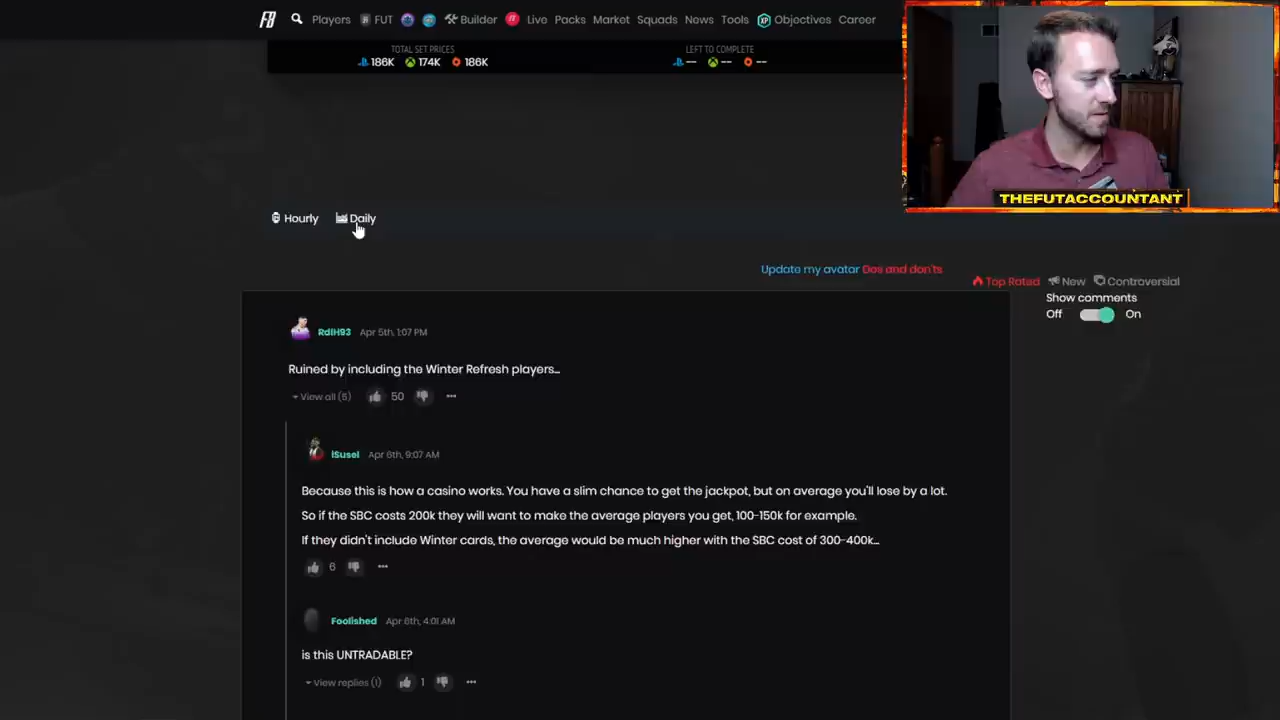 FB Players FUT Builder Live Packs Market Squads News Tools XP Objectives Career
TOTAL SET PRICES
186K 174K 186K
LEFT TO COMPLETE
-- -- --
THEFUTACCOUNTANT
Hourly Daily
Update my avatar Dos and don'ts
Top Rated New Controversial
Show comments
Off On
RdlH93 Apr 5th, 1:07 PM
Ruined by including the Winter Refresh players...
View all (6) 50 ...
iSusel Apr 6th, 9:07 AM
Because this is how a casino works. You have a slim chance to get the jackpot, but on average you'll lose by a lot.
So if the SBC costs 200k they will want to make the average players you get, 100-150k for example.
If they didn't include Winter cards, the average would be much higher with the SBC cost of 300-400k...
6 ...
Foolished Apr 6th, 4:01 AM
is this UNTRADABLE?
View replies (1) 1 ...